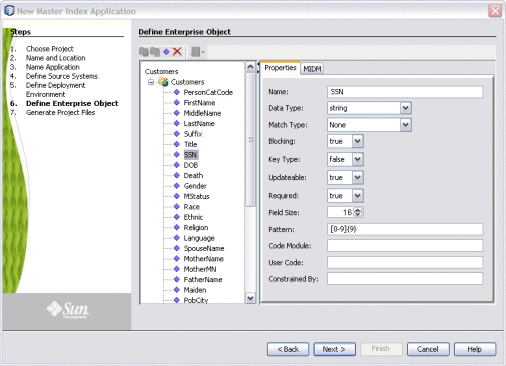 New Master Index Application
Steps
1. Choose Project
2. Name and Location
3. Name Application
4. Define Source Systems
5. Define Deployment
Environment
6. Define Enterprise Object
7. Generate Project Files
Sun
Define Enterprise Object
Customers
Customers
PersonCatCode
FirstName
MiddleName
LastName
Suffix
Title
SSN
DOB
Death
Gender
MStatus
Race
Ethnic
Religion
Language
SpouseName
MotherName
MotherMN
FatherName
Maiden
PobCity
Properties MIDM
Name: SSN
Data Type: string
Match Type: None
Blocking: true
Key Type: false
Updateable: true
Required: true
Field Size: 16
Pattern: [0-9]{9}
Code Module:
User Code:
Constrained By:
< Back Next > Finish Cancel Help